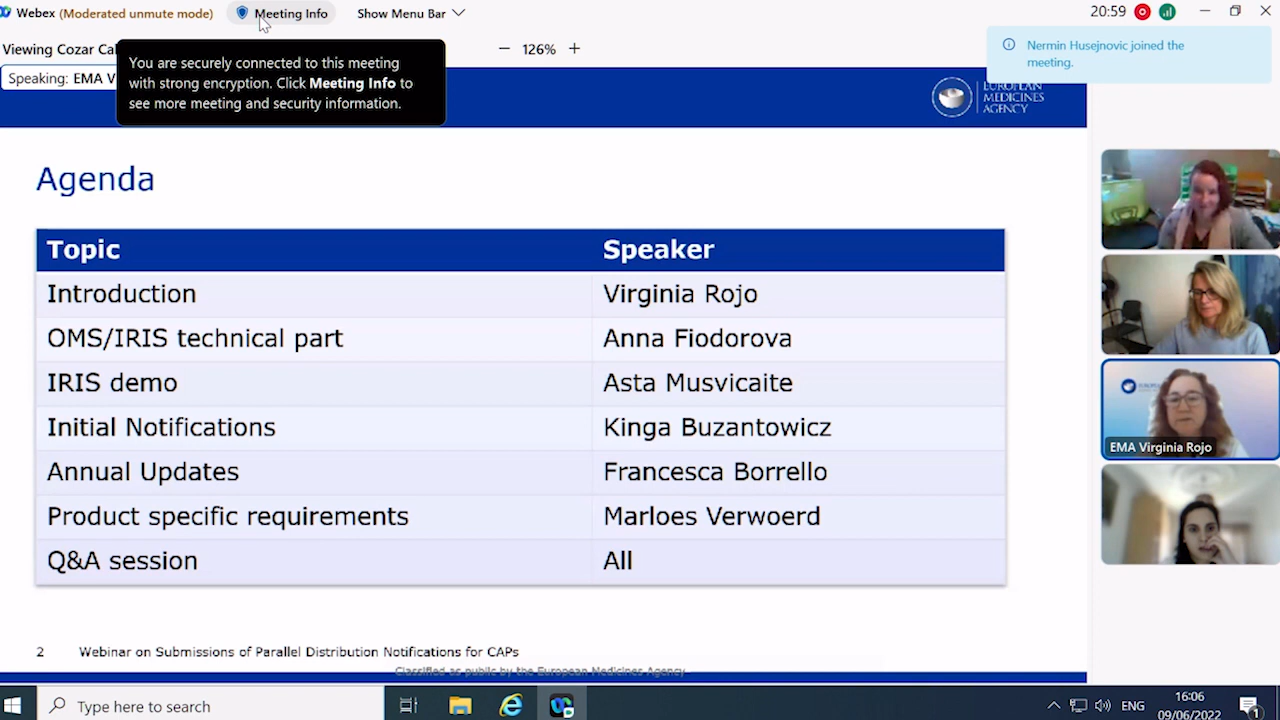 Webex (Moderated unmute mode)
Meeting Info
Show Menu Bar
20:59
Viewing Cozar Cal
126%
Speaking: EMA V
You are securely connected to this meeting
with strong encryption. Click Meeting Info to
see more meeting and security information.
Nermin Husejnovic joined the
meeting.
EUROPEAN
MEDICINES
AGENCY
Agenda
Topic Speaker
Introduction Virginia Rojo
OMS/IRIS technical part Anna Fiodorova
IRIS demo Asta Musvicaite
Initial Notifications Kinga Buzantowicz
Annual Updates Francesca Borrello
Product specific requirements Marloes Verwoerd
Q&A session All
EMA Virginia Rojo
2 Webinar on Submissions of Parallel Distribution Notifications for CAPs
Classified as public by the European Medicines Agency
Type here to search
ENG
16:06
09/06/2022
1